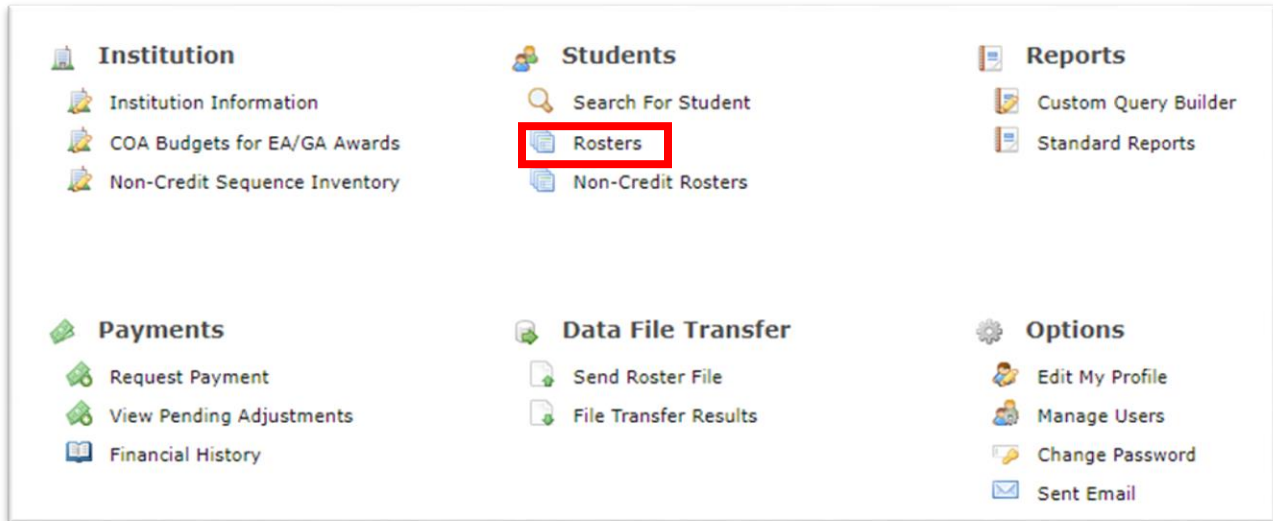 Institution
Institution Information
COA Budgets for EA/GA Awards
Non-Credit Sequence Inventory
Students
Search For Student
Rosters
Non-Credit Rosters
Reports
Custom Query Builder
Standard Reports
Payments
Request Payment
View Pending Adjustments
Financial History
Data File Transfer
Send Roster File
File Transfer Results
Options
Edit My Profile
Manage Users
Change Password
Sent Email